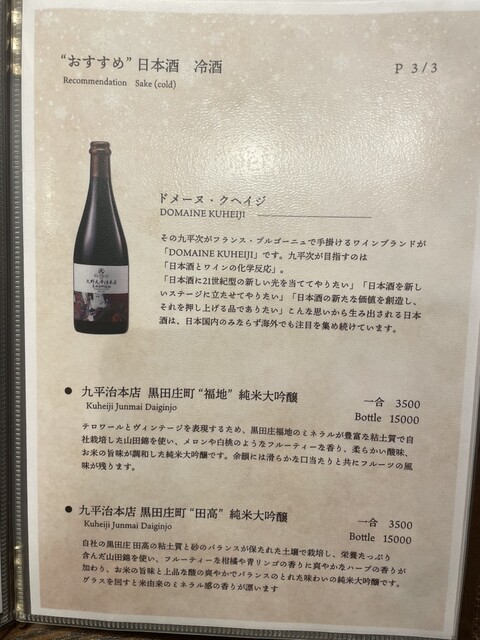 “おすすめ” 日本酒 冷酒 P 3/3
Recommendation Sake (cold)
ドメーヌ・クヘイジ
DOMAINE KUHEIJI
その九平次がフランス・ブルゴーニュで手掛けるワインブランドが
「DOMAINE KUHEIJI」です。九平次が目指すのは
「日本酒とワインの化学反応」。
「日本酒に21世紀型の新しい光を当ててやりたい」「日本酒を新し
いステージに立たせてやりたい」「日本酒の新たな価値を創造し、
それを押し上げる品でありたい」こんな思いから生み出される日本
酒は、日本国内のみならず海外でも注目を集め続けています。
● 九平治本店 黒田庄町 “福地” 純米大吟醸 一合 3500
Kuheiji Junmai Daiginjo Bottle 15000
テロワールとヴィンテージを表現するため、黒田庄福地のミネラルが豊富な粘土質で自
社栽培した山田錦を使い、メロンや白桃のようなフルーティーな香り、柔らかい酸味、
お米の旨味が調和した純米大吟醸です。余韻には滑らかな口当たりと共にフルーツの風
味が残ります。
● 九平治本店 黒田庄町 “田高” 純米大吟醸 一合 3500
Kuheiji Junmai Daiginjo Bottle 15000
自社の黒田庄 田高の粘土質と砂のバランスが保たれた土壌で栽培し、栄養たっぷり
含んだ山田錦を使い、フルーティーな柑橘や青リンゴの香りに爽やかなハーブの香りが
加わり、お米の旨味と上品な酸の爽やかでバランスのとれた味わいの純米大吟醸です。
グラスを回すと米由来のミネラル感の香りが漂います